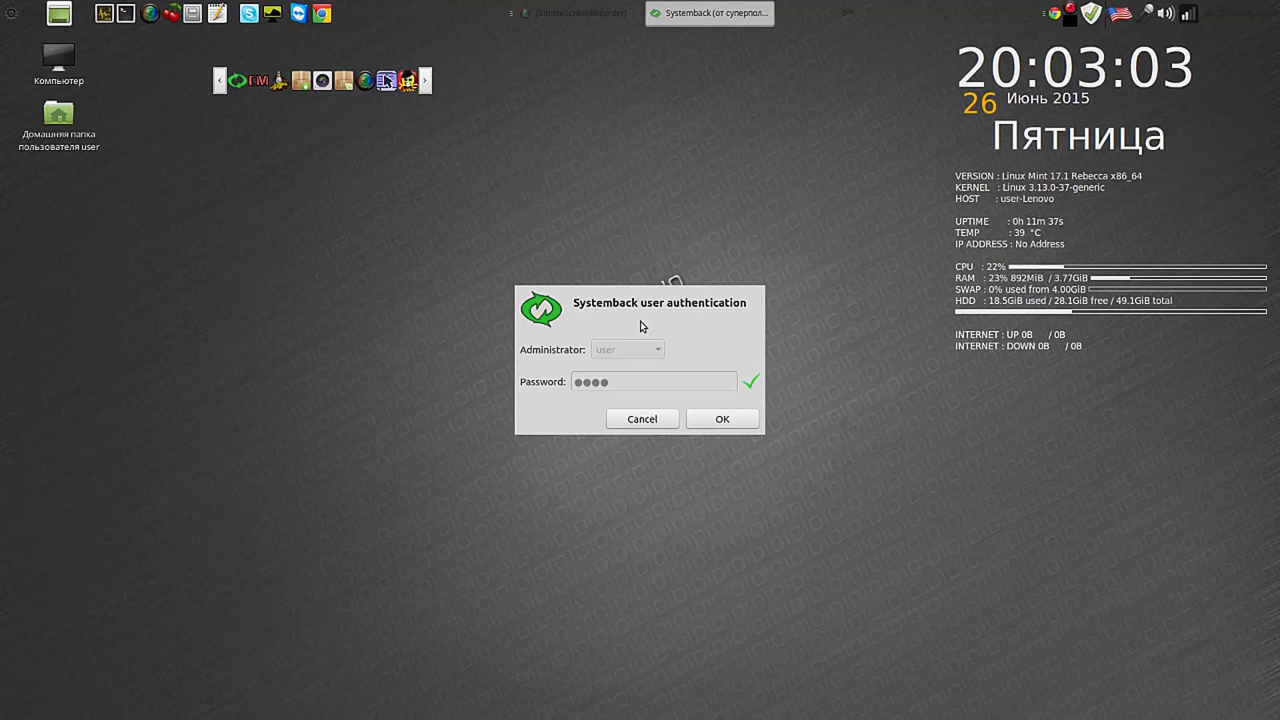 [SimpleScreenRecorder]
Systemback (от суперпол...
Компьютер
Домашняя папка
пользователя user
20:03:03
26 Июнь 2015
Пятница
VERSION : Linux Mint 17.1 Rebecca x86_64
KERNEL : Linux 3.13.0-37-generic
HOST : user-Lenovo
UPTIME : 0h 11m 37s
TEMP : 39 °C
IP ADDRESS : No Address
CPU : 22%
RAM : 23% 892MiB / 3.77GiB
SWAP : 0% used from 4.00GiB
HDD : 18.5GiB used / 28.1GiB free / 49.1GiB total
INTERNET : UP 0B / 0B
INTERNET : DOWN 0B / 0B
Systemback user authentication
Administrator: user
Password:
Cancel OK